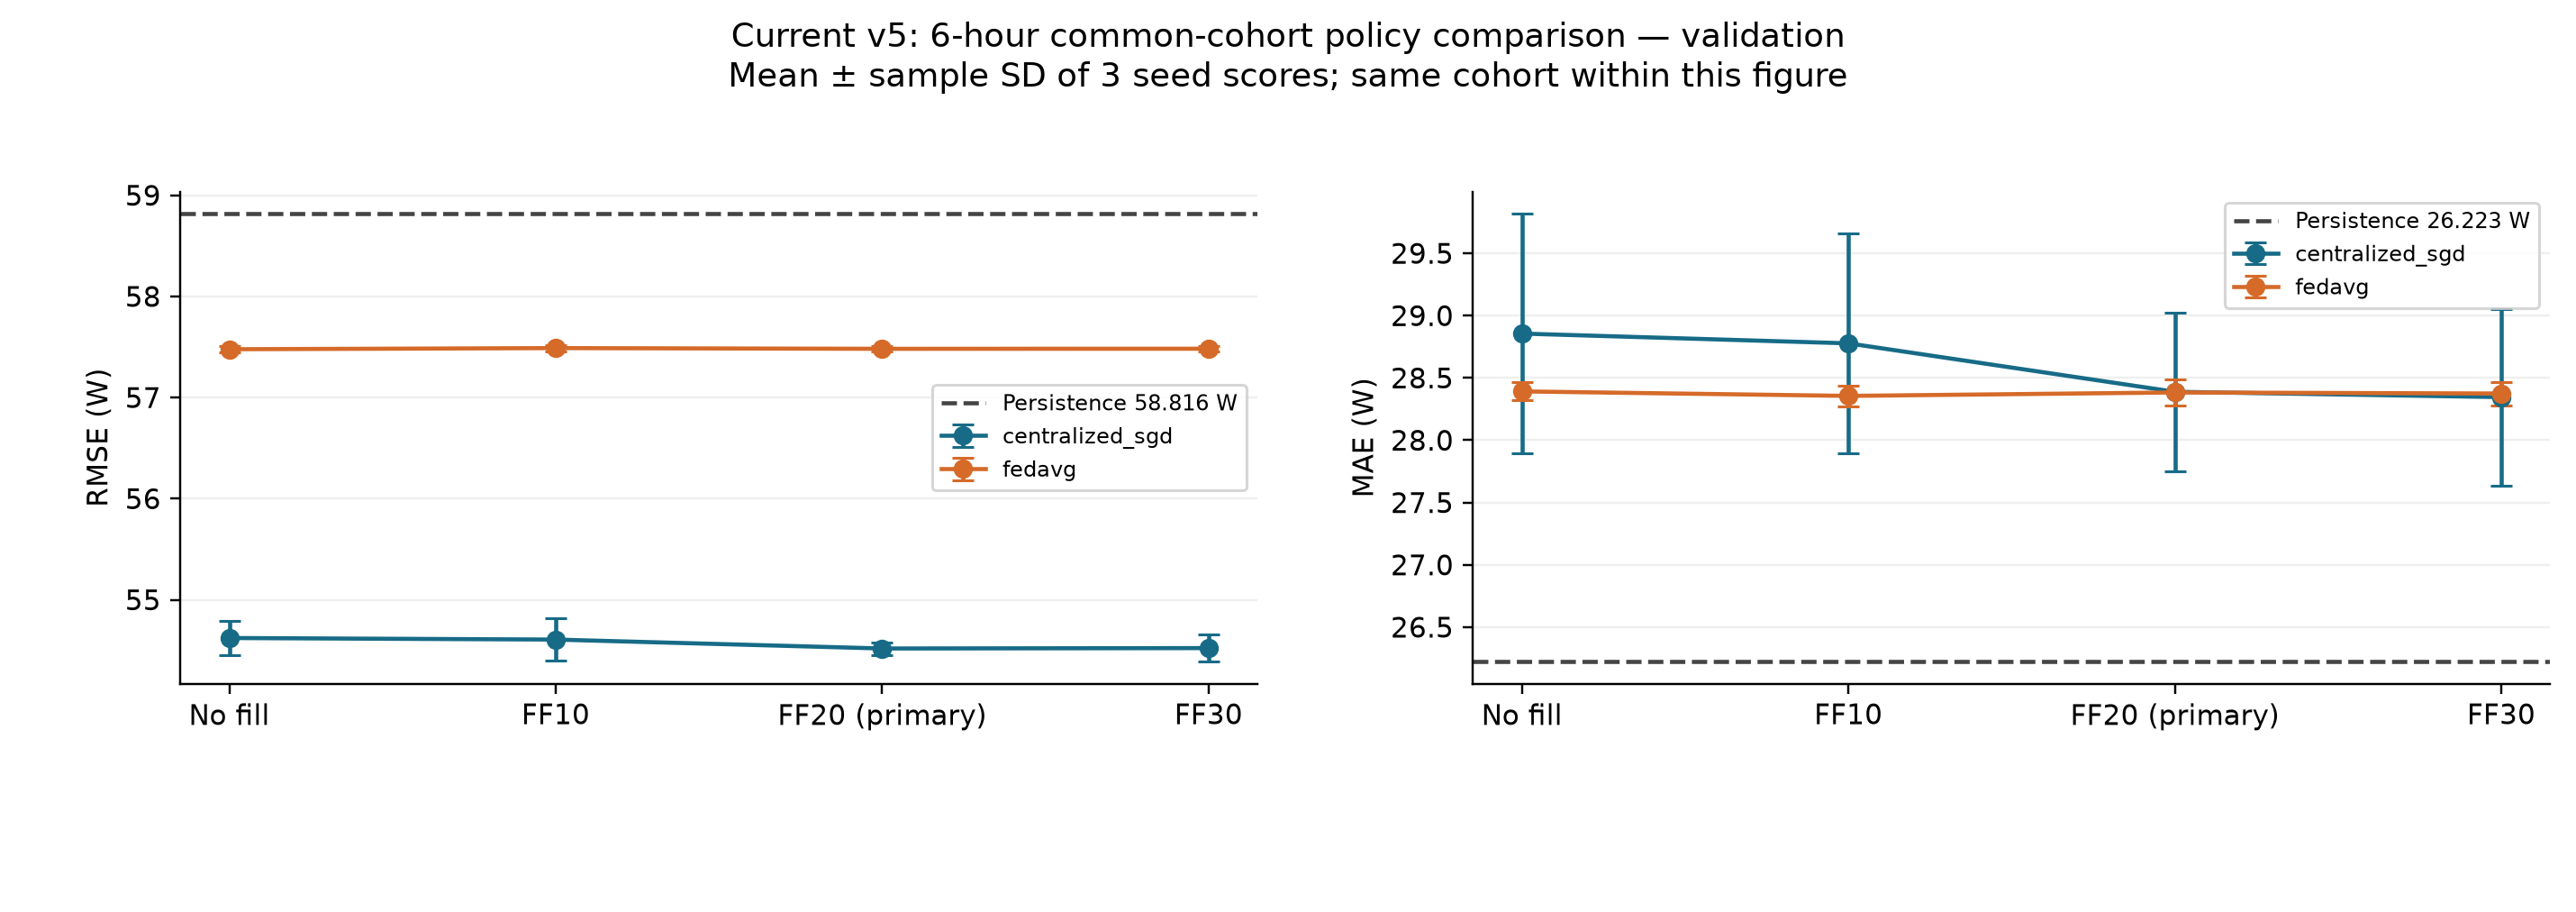 Current v5: 6-hour common-cohort policy comparison — validation
Mean ± sample SD of 3 seed scores; same cohort within this figure
RMSE (W)
59
58
57
56
55
Persistence 58.816 W
centralized_sgd
fedavg
No fill
FF10
FF20 (primary)
FF30
MAE (W)
29.5
29.0
28.5
28.0
27.5
27.0
26.5
Persistence 26.223 W
centralized_sgd
fedavg
No fill
FF10
FF20 (primary)
FF30